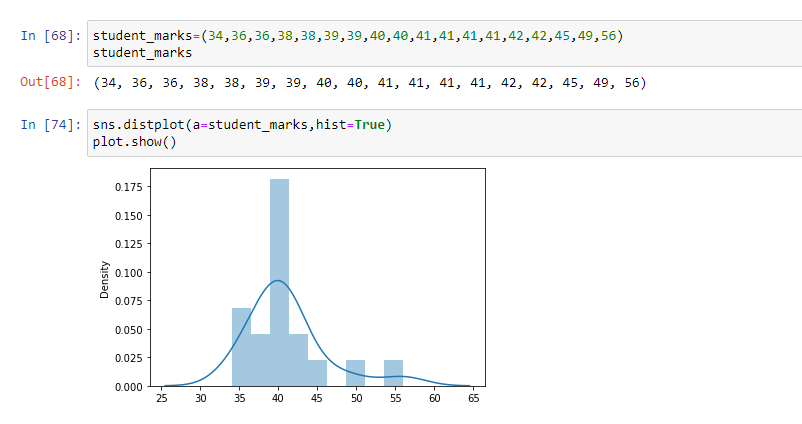 In [68]: student_marks=(34,36,36,38,38,39,39,40,40,41,41,41,41,42,42,45,49,56)
student_marks
Out[68]: (34, 36, 36, 38, 38, 39, 39, 40, 40, 41, 41, 41, 41, 42, 42, 45, 49, 56)
In [74]: sns.distplot(a=student_marks,hist=True)
plot.show()
0.175
0.150
0.125
0.100
0.075
0.050
0.025
0.000
Density
25 30 35 40 45 50 55 60 65